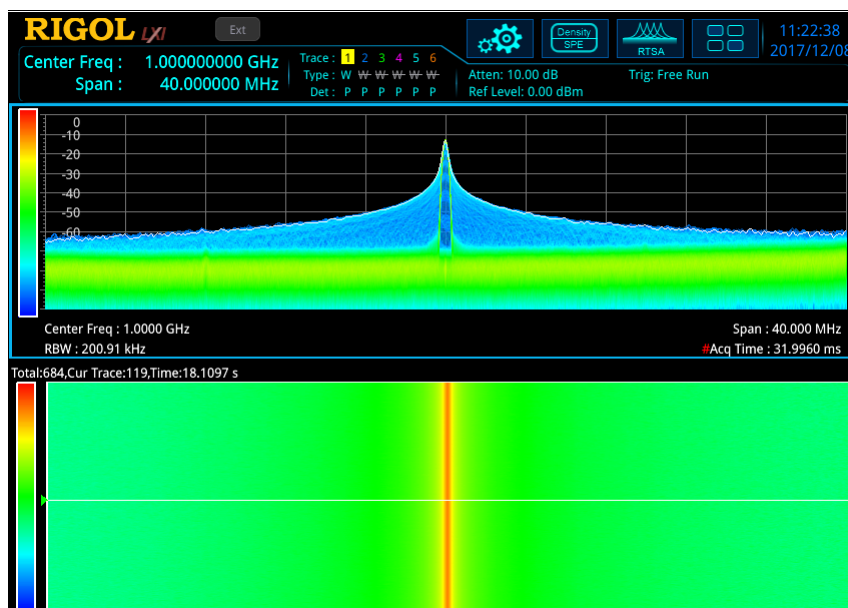 RIGOL LXI Ext
Density
SPE
RTSA
11:22:38
2017/12/08
Center Freq : 1.000000000 GHz
Span : 40.000000 MHz
Trace : 1 2 3 4 5 6
Type : W W W W W W
Det : P P P P P P
Atten: 10.00 dB
Trig: Free Run
Ref Level: 0.00 dBm
0
-10
-20
-30
-40
-50
-60
Center Freq : 1.0000 GHz
Span : 40.000 MHz
RBW : 200.91 kHz
#Acq Time : 31.9960 ms
Total:684,Cur Trace:119,Time:18.1097 s